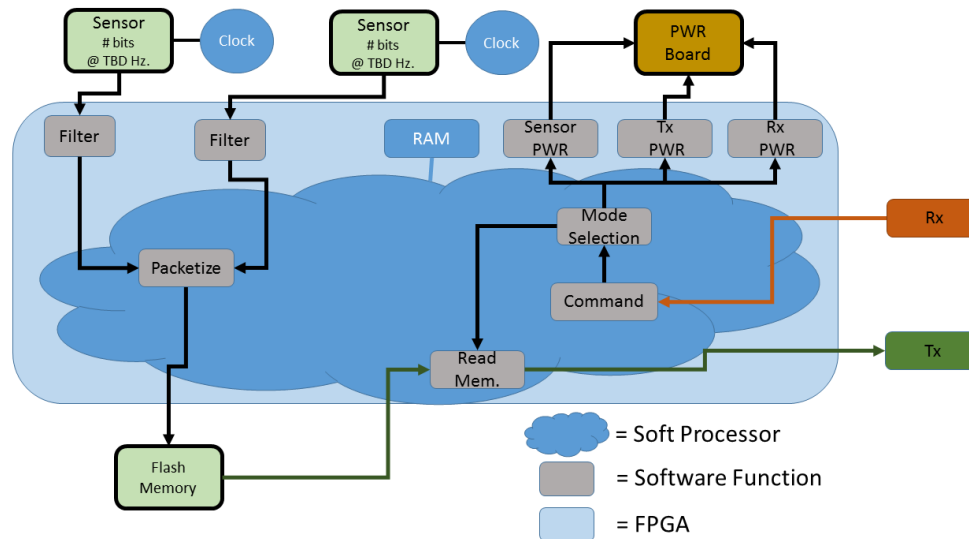 Sensor
# bits
@ TBD Hz.
Clock
Sensor
# bits
@ TBD Hz.
Clock
PWR
Board
Filter
Filter
RAM
Sensor
PWR
Tx
PWR
Rx
PWR
Mode
Selection
Rx
Packetize
Command
Read
Mem.
Tx
Flash
Memory
= Soft Processor
= Software Function
= FPGA